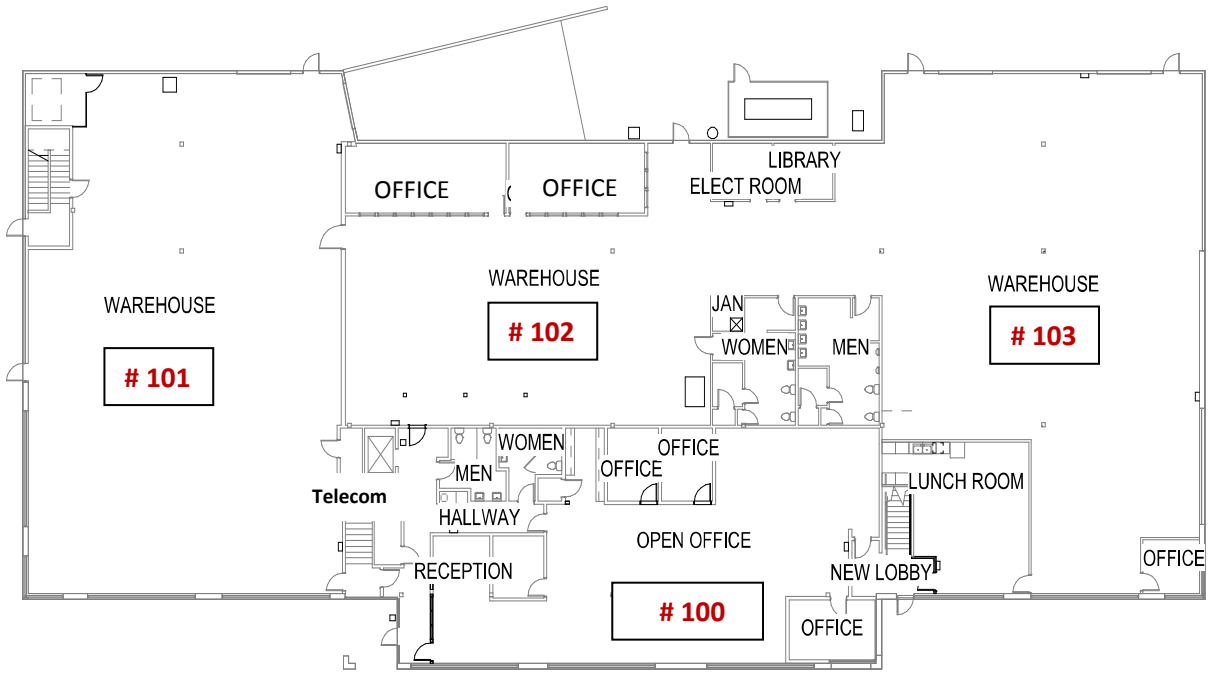 LIBRARY
OFFICE
OFFICE
ELECT ROOM
WAREHOUSE
WAREHOUSE
WAREHOUSE
JAN
# 101
# 102
WOMEN
MEN
# 103
WOMEN
OFFICE
MEN
OFFICE
LUNCH ROOM
Telecom
HALLWAY
OPEN OFFICE
OFFICE
RECEPTION
NEW LOBBY
# 100
OFFICE